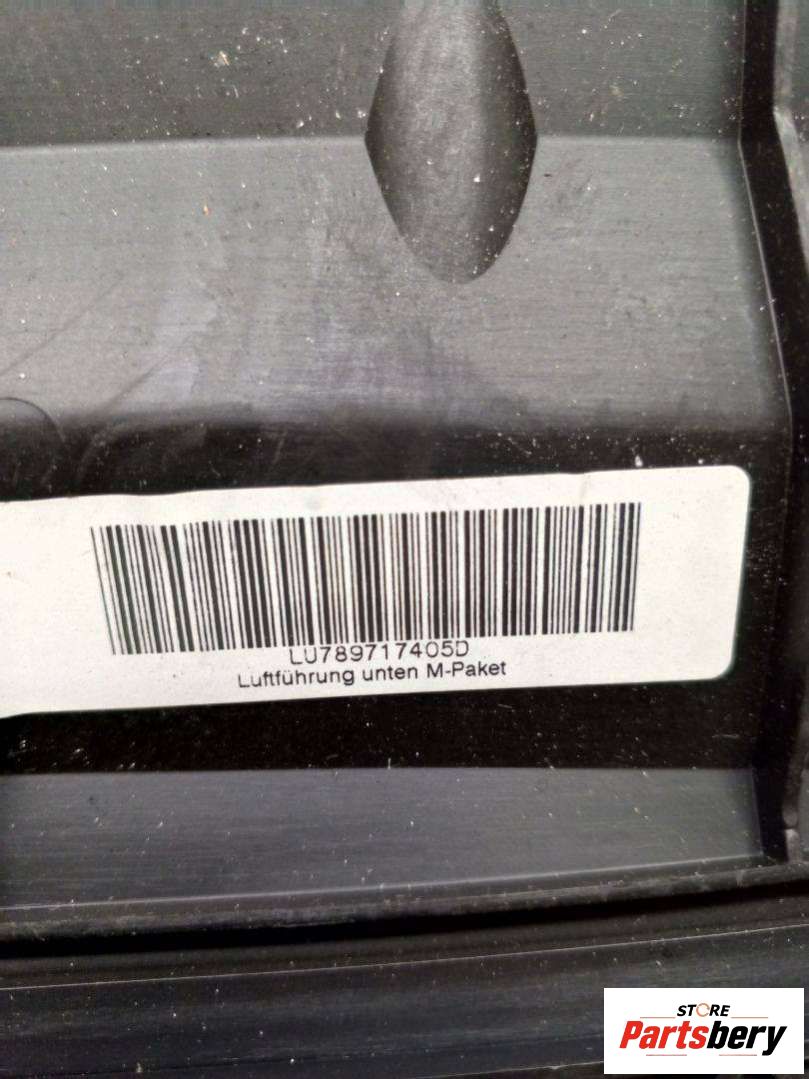 LU789717405D
Luftführung unten M-Paket
STORE
Partsbery